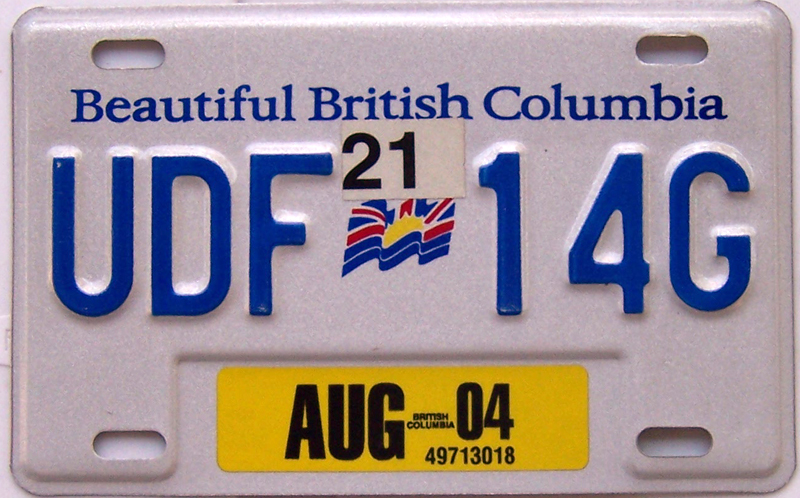 Beautiful British Columbia
21
UDF 14G
AUG BRITISH COLUMBIA 04
49713018